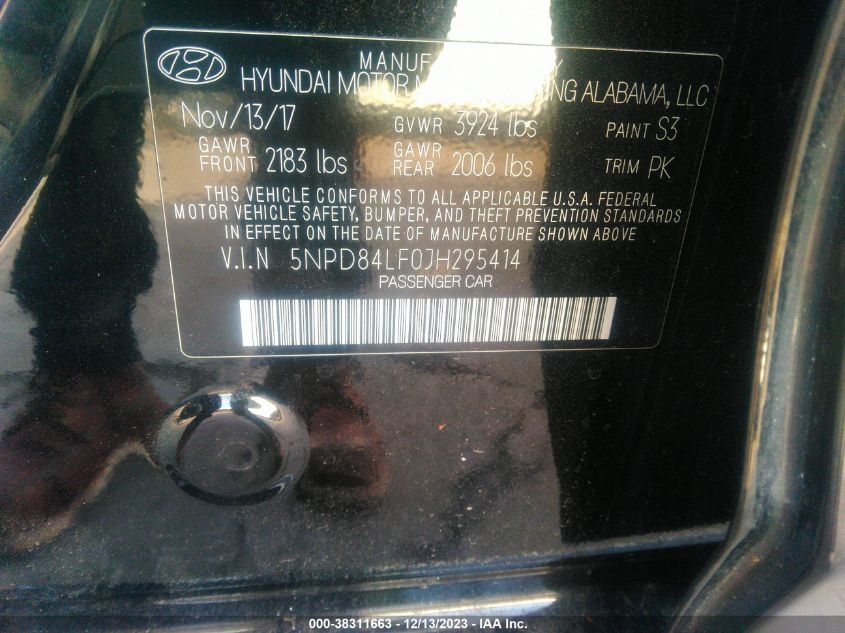 HYUNDAI MOTOR ALABAMA, LLC
Nov/13/17 GVWR 3924 lbs PAINT S3
GAWR FRONT 2183 lbs GAWR REAR 2006 lbs TRIM PK
THIS VEHICLE CONFORMS TO ALL APPLICABLE U.S.A. FEDERAL
MOTOR VEHICLE SAFETY, BUMPER, AND THEFT PREVENTION STANDARDS
IN EFFECT ON THE DATE OF MANUFACTURE SHOWN ABOVE.
V.I.N 5NPD84LF0JH295414
PASSENGER CAR
000-38311663 - 12/13/2023 - IAA Inc.